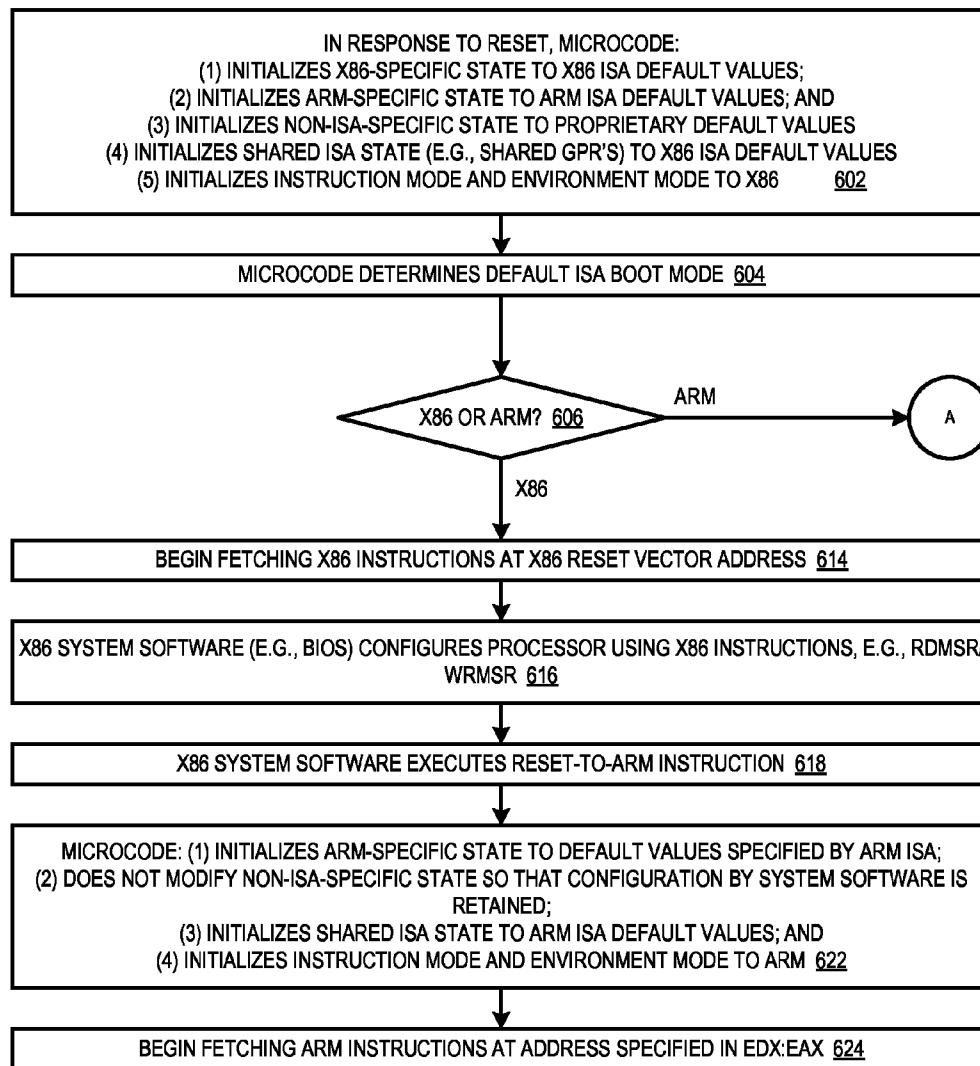 IN RESPONSE TO RESET, MICROCODE:
(1) INITIALIZES X86-SPECIFIC STATE TO X86 ISA DEFAULT VALUES;
(2) INITIALIZES ARM-SPECIFIC STATE TO ARM ISA DEFAULT VALUES; AND
(3) INITIALIZES NON-ISA-SPECIFIC STATE TO PROPRIETARY DEFAULT VALUES
(4) INITIALIZES SHARED ISA STATE (E.G., SHARED GPR'S) TO X86 ISA DEFAULT VALUES
(5) INITIALIZES INSTRUCTION MODE AND ENVIRONMENT MODE TO X86 602
MICROCODE DETERMINES DEFAULT ISA BOOT MODE 604
X86 OR ARM? 606
ARM
A
X86
BEGIN FETCHING X86 INSTRUCTIONS AT X86 RESET VECTOR ADDRESS 614
X86 SYSTEM SOFTWARE (E.G., BIOS) CONFIGURES PROCESSOR USING X86 INSTRUCTIONS, E.G., RDMSR/
WRMSR 616
X86 SYSTEM SOFTWARE EXECUTES RESET-TO-ARM INSTRUCTION 618
MICROCODE: (1) INITIALIZES ARM-SPECIFIC STATE TO DEFAULT VALUES SPECIFIED BY ARM ISA;
(2) DOES NOT MODIFY NON-ISA-SPECIFIC STATE SO THAT CONFIGURATION BY SYSTEM SOFTWARE IS
RETAINED;
(3) INITIALIZES SHARED ISA STATE TO ARM ISA DEFAULT VALUES; AND
(4) INITIALIZES INSTRUCTION MODE AND ENVIRONMENT MODE TO ARM 622
BEGIN FETCHING ARM INSTRUCTIONS AT ADDRESS SPECIFIED IN EDX:EAX 624